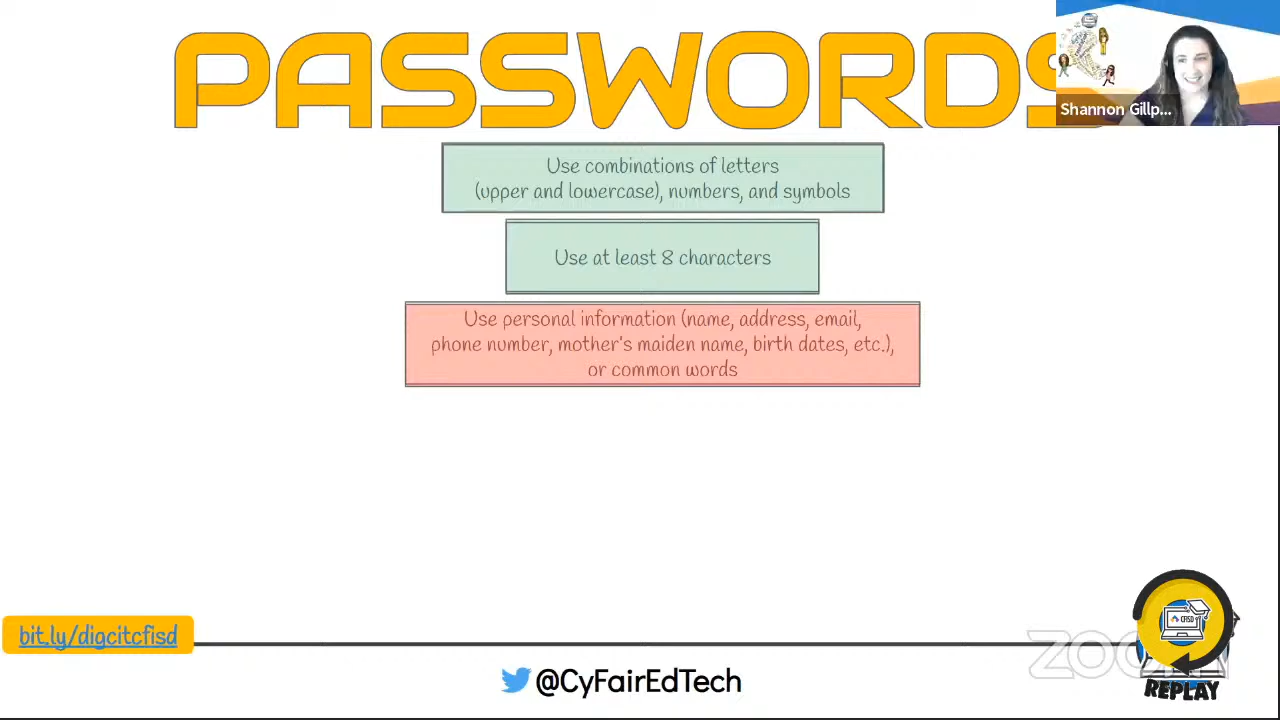 PASSWORDS
Shannon Gillp...
Use combinations of letters
(upper and lowercase), numbers, and symbols
Use at least 8 characters
Use personal information (name, address, email,
phone number, mother's maiden name, birth dates, etc.),
or common words
bit.ly/digcitcfisd
@CyFairEdTech
zoom
CFISD
REPLAY